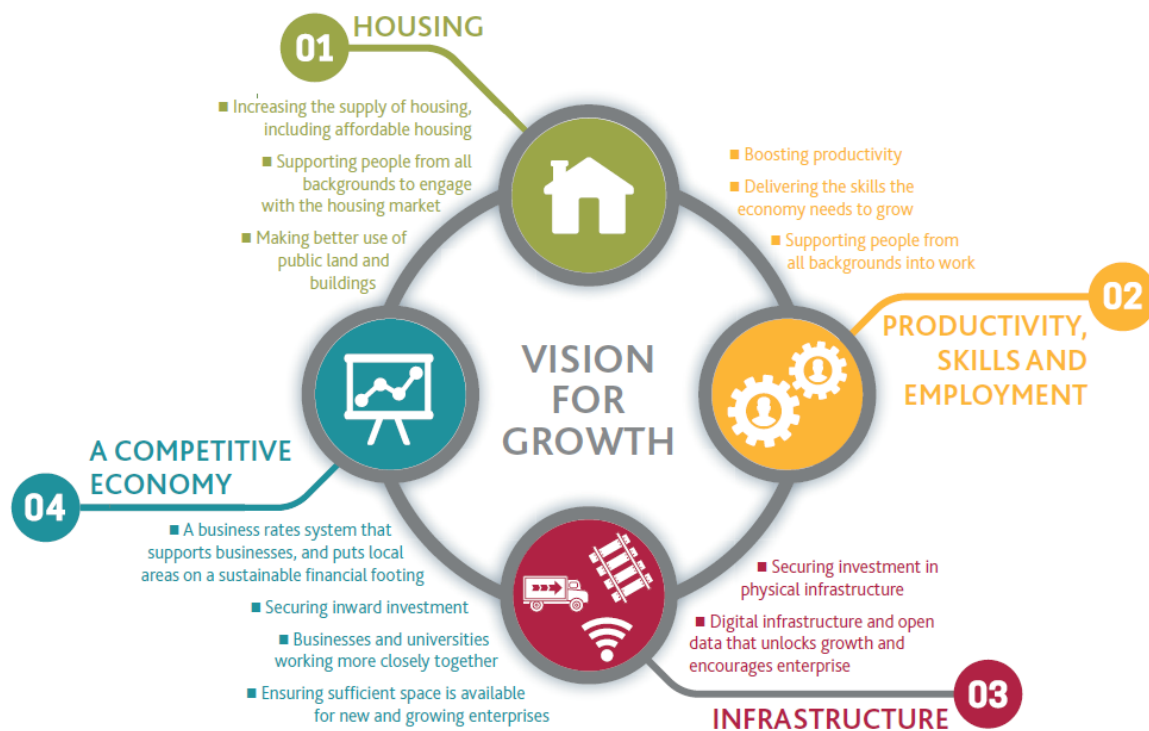 01
HOUSING
■ Increasing the supply of housing,
including affordable housing
■ Supporting people from all
backgrounds to engage
with the housing market
■ Making better use of
public land and
buildings
■ Boosting productivity
■ Delivering the skills the
economy needs to grow
■ Supporting people from
all backgrounds into work
02
PRODUCTIVITY,
SKILLS AND
EMPLOYMENT
VISION
FOR
GROWTH
A COMPETITIVE
ECONOMY
04
■ A business rates system that
supports businesses, and puts local
areas on a sustainable financial footing
■ Securing inward investment
■ Businesses and universities
working more closely together
■ Ensuring sufficient space is available
for new and growing enterprises
■ Securing investment in
physical infrastructure
■ Digital infrastructure and open
data that unlocks growth and
encourages enterprise
03
INFRASTRUCTURE